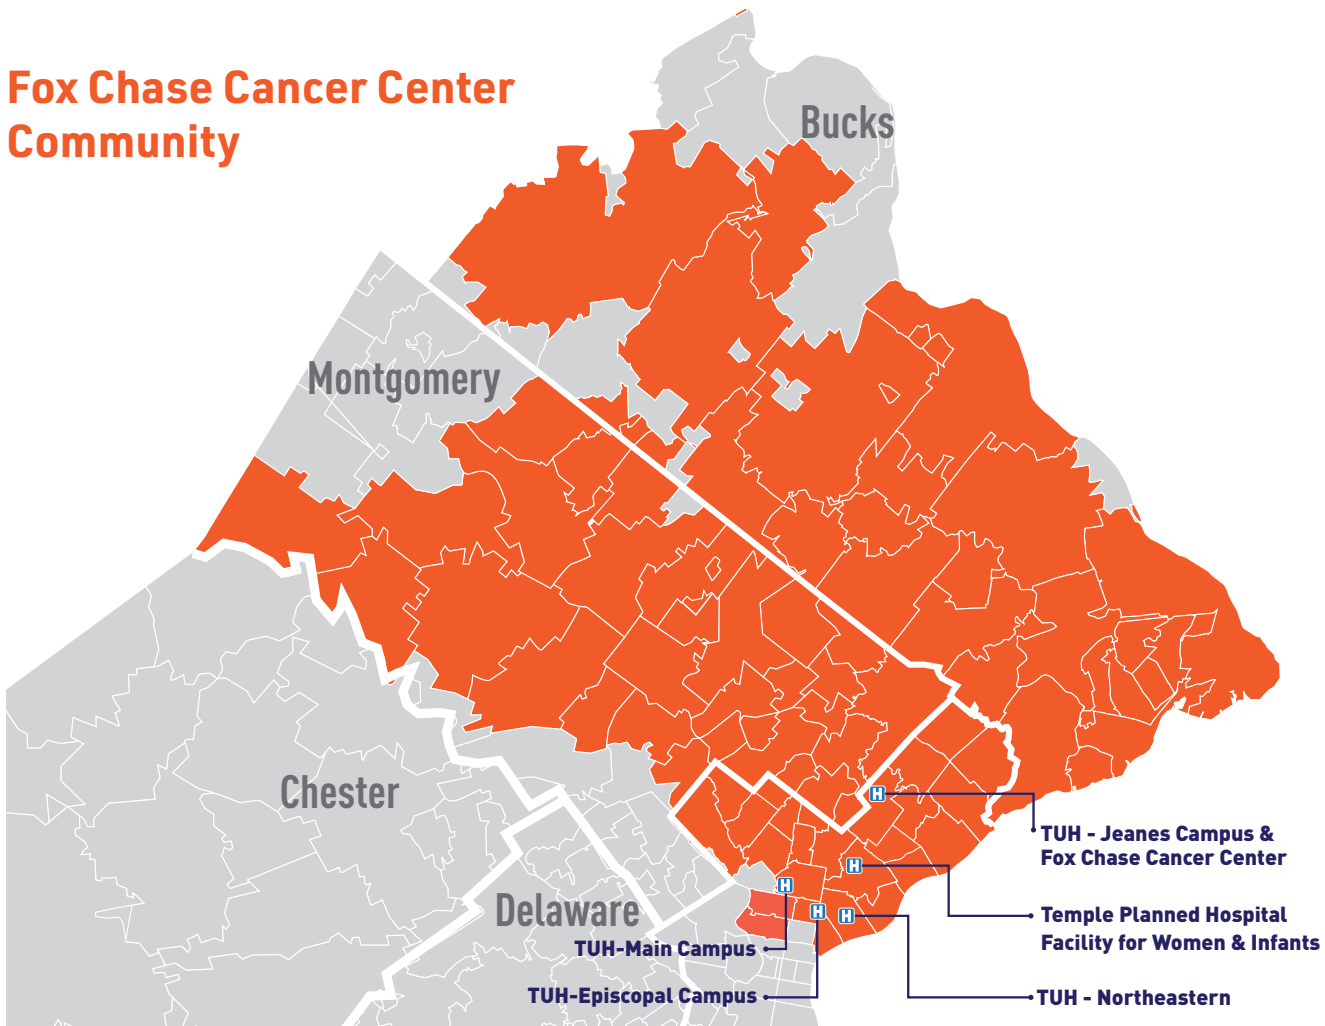 Fox Chase Cancer Center
Community
Bucks
Montgomery
Chester
Delaware
H
H
H
H
H
TUH - Jeanes Campus &
Fox Chase Cancer Center
Temple Planned Hospital
Facility for Women & Infants
TUH-Main Campus
TUH-Episcopal Campus
TUH - Northeastern